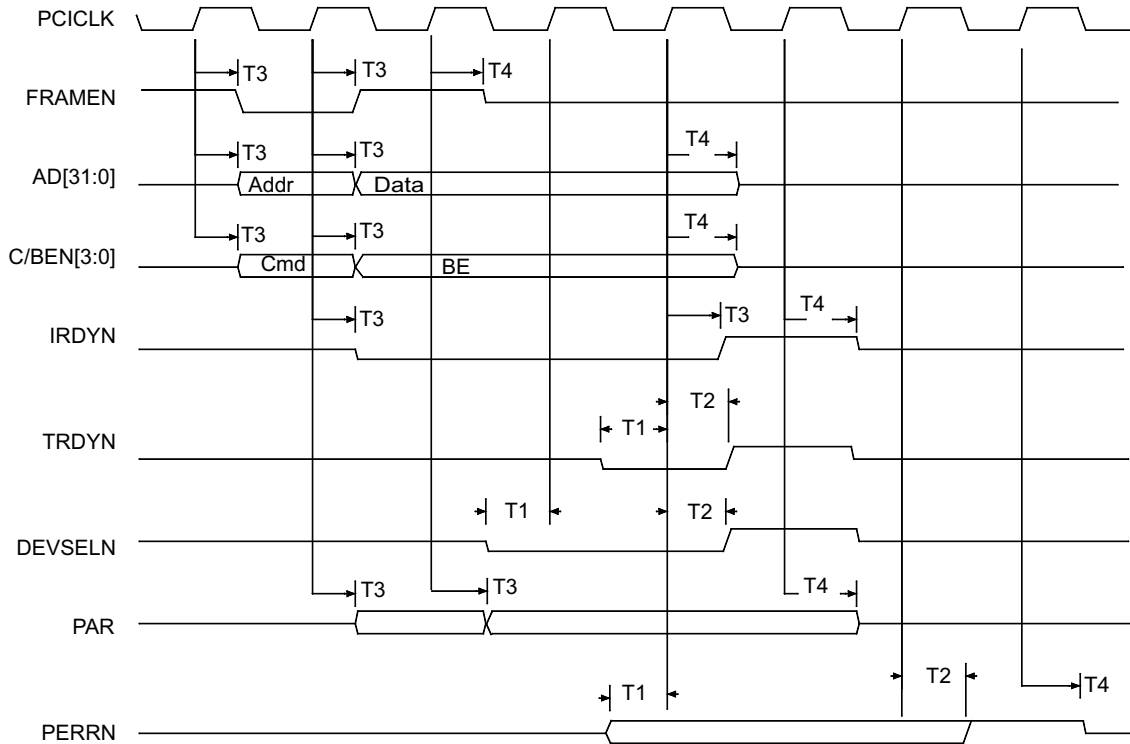 PCICLK
T3 T3 T4
FRAMEN
T3 T3 T4
AD[31:0] Addr Data
T3 T3 T4
C/BEN[3:0] Cmd BE
T3 T3 T4
IRDYN
T1 T2
TRDYN
T1 T2
DEVSELN
T3 T3 T4
PAR
T1 T2 T4
PERRN